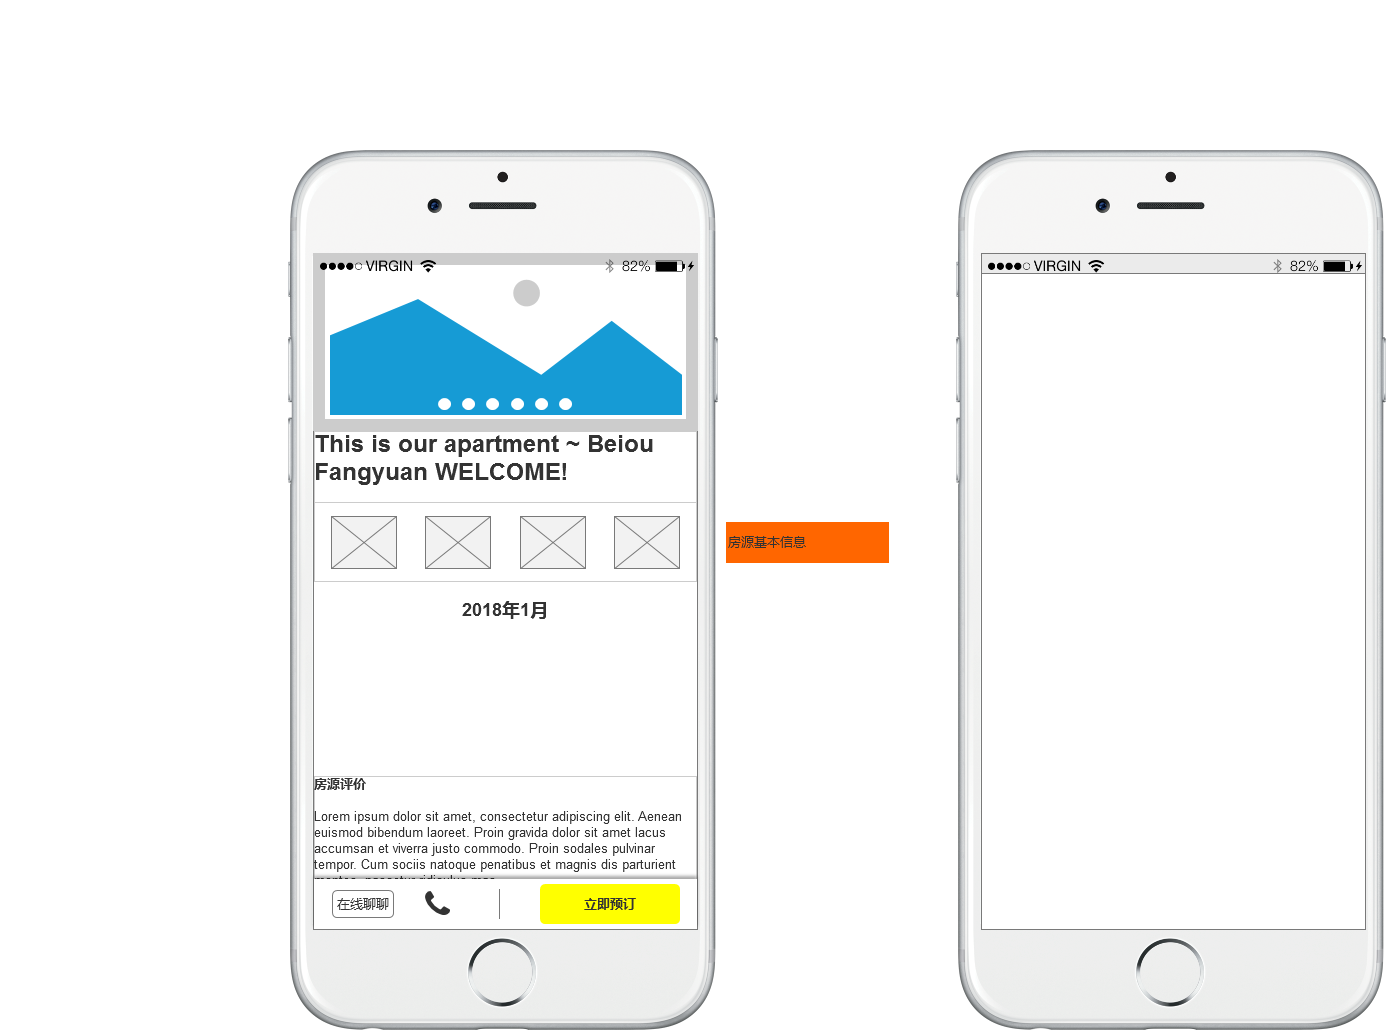 VIRGIN 82%
This is our apartment ~ Beiou
Fangyuan WELCOME!
房源基本信息
2018年1月
房源评价
Lorem ipsum dolor sit amet, consectetur adipiscing elit. Aenean
euismod bibendum laoreet. Proin gravida dolor sit amet lacus
accumsan et viverra justo commodo. Proin sodales pulvinar
tempor. Cum sociis natoque penatibus et magnis dis parturient
在线聊聊
立即预订
VIRGIN 82%